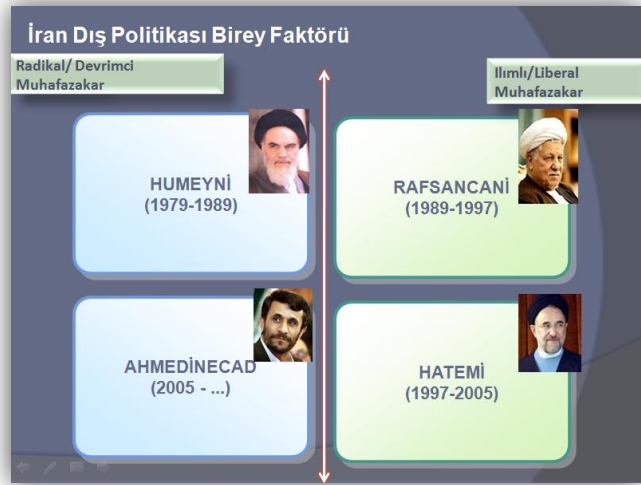 İran Dış Politikası Birey Faktörü
Radikal/ Devrimci
Muhafazakar
Ilımlı/Liberal
Muhafazakar
HUMEYNİ
(1979-1989)
RAFSANCANİ
(1989-1997)
AHMEDİNECAD
(2005 - ...)
HATEMİ
(1997-2005)